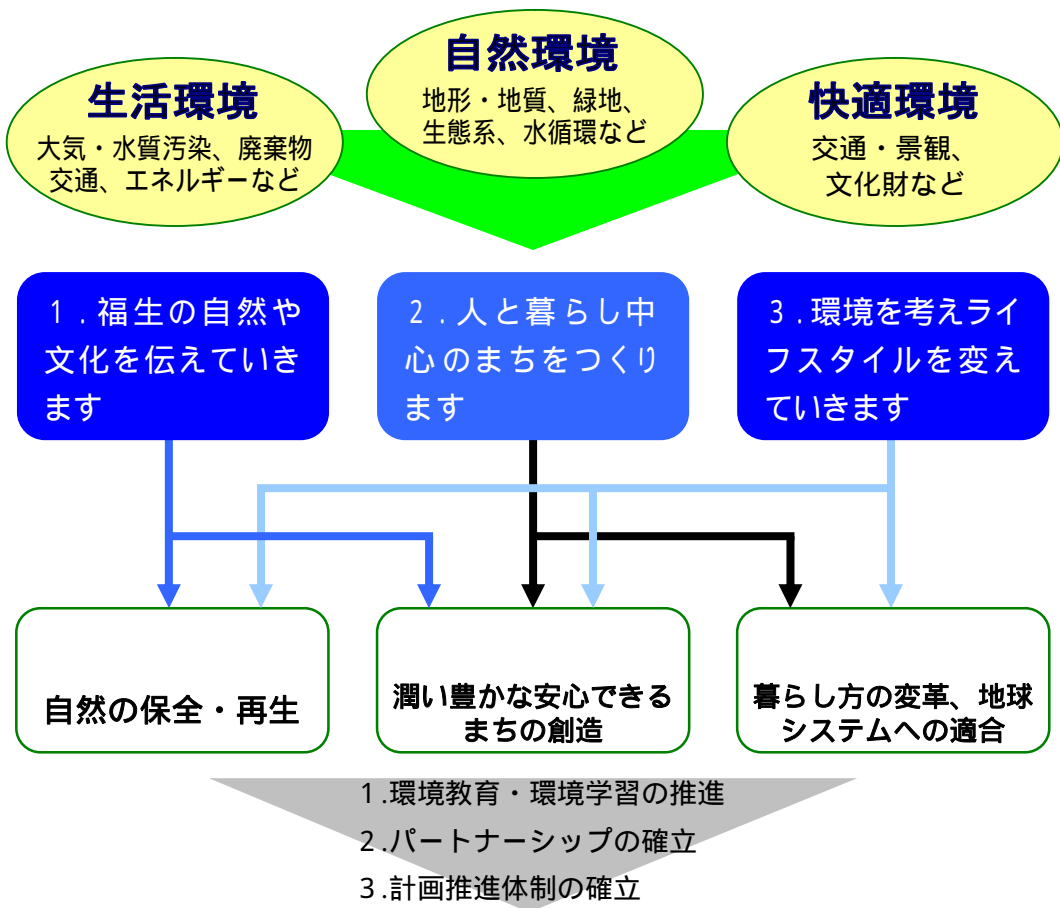 生活環境
大気・水質汚染、廃棄物
交通、エネルギーなど
自然環境
地形・地質、緑地、
生態系、水循環など
快適環境
交通・景観、
文化財など
1．福生の自然や
文化を伝えていき
ます
2．人と暮らし中
心のまちをつくり
ます
3．環境を考えライ
フスタイルを変え
ていきます
自然の保全・再生
潤い豊かな安心できる
まちの創造
暮らし方の変革、地球
システムへの適合
1.環境教育・環境学習の推進
2.パートナーシップの確立
3.計画推進体制の確立